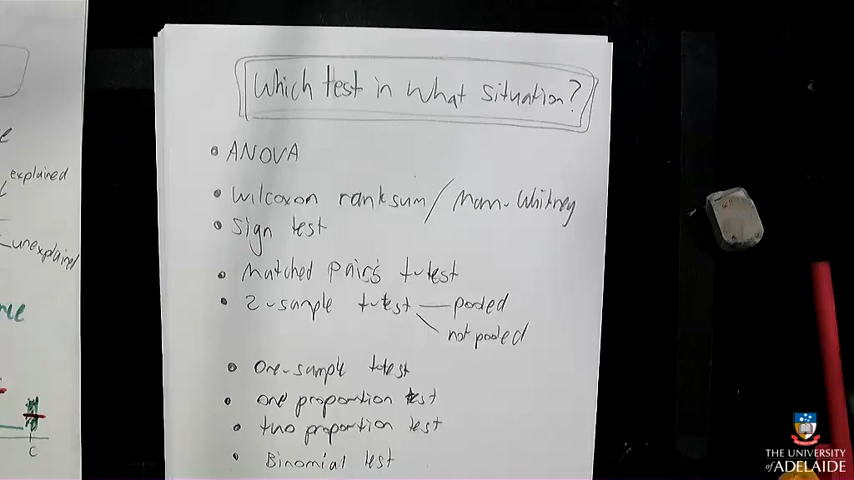 Which test in what situation?
• ANOVA
• Wilcoxon ranksum / Mann-Whitney
• Sign test
• Matched pairs t-test
• 2-sample t-test — pooled
not pooled
• One-sample t-test
• one proportion test
• two proportion test
• Binomial test
explained
unexplained
C
THE UNIVERSITY
of ADELAIDE